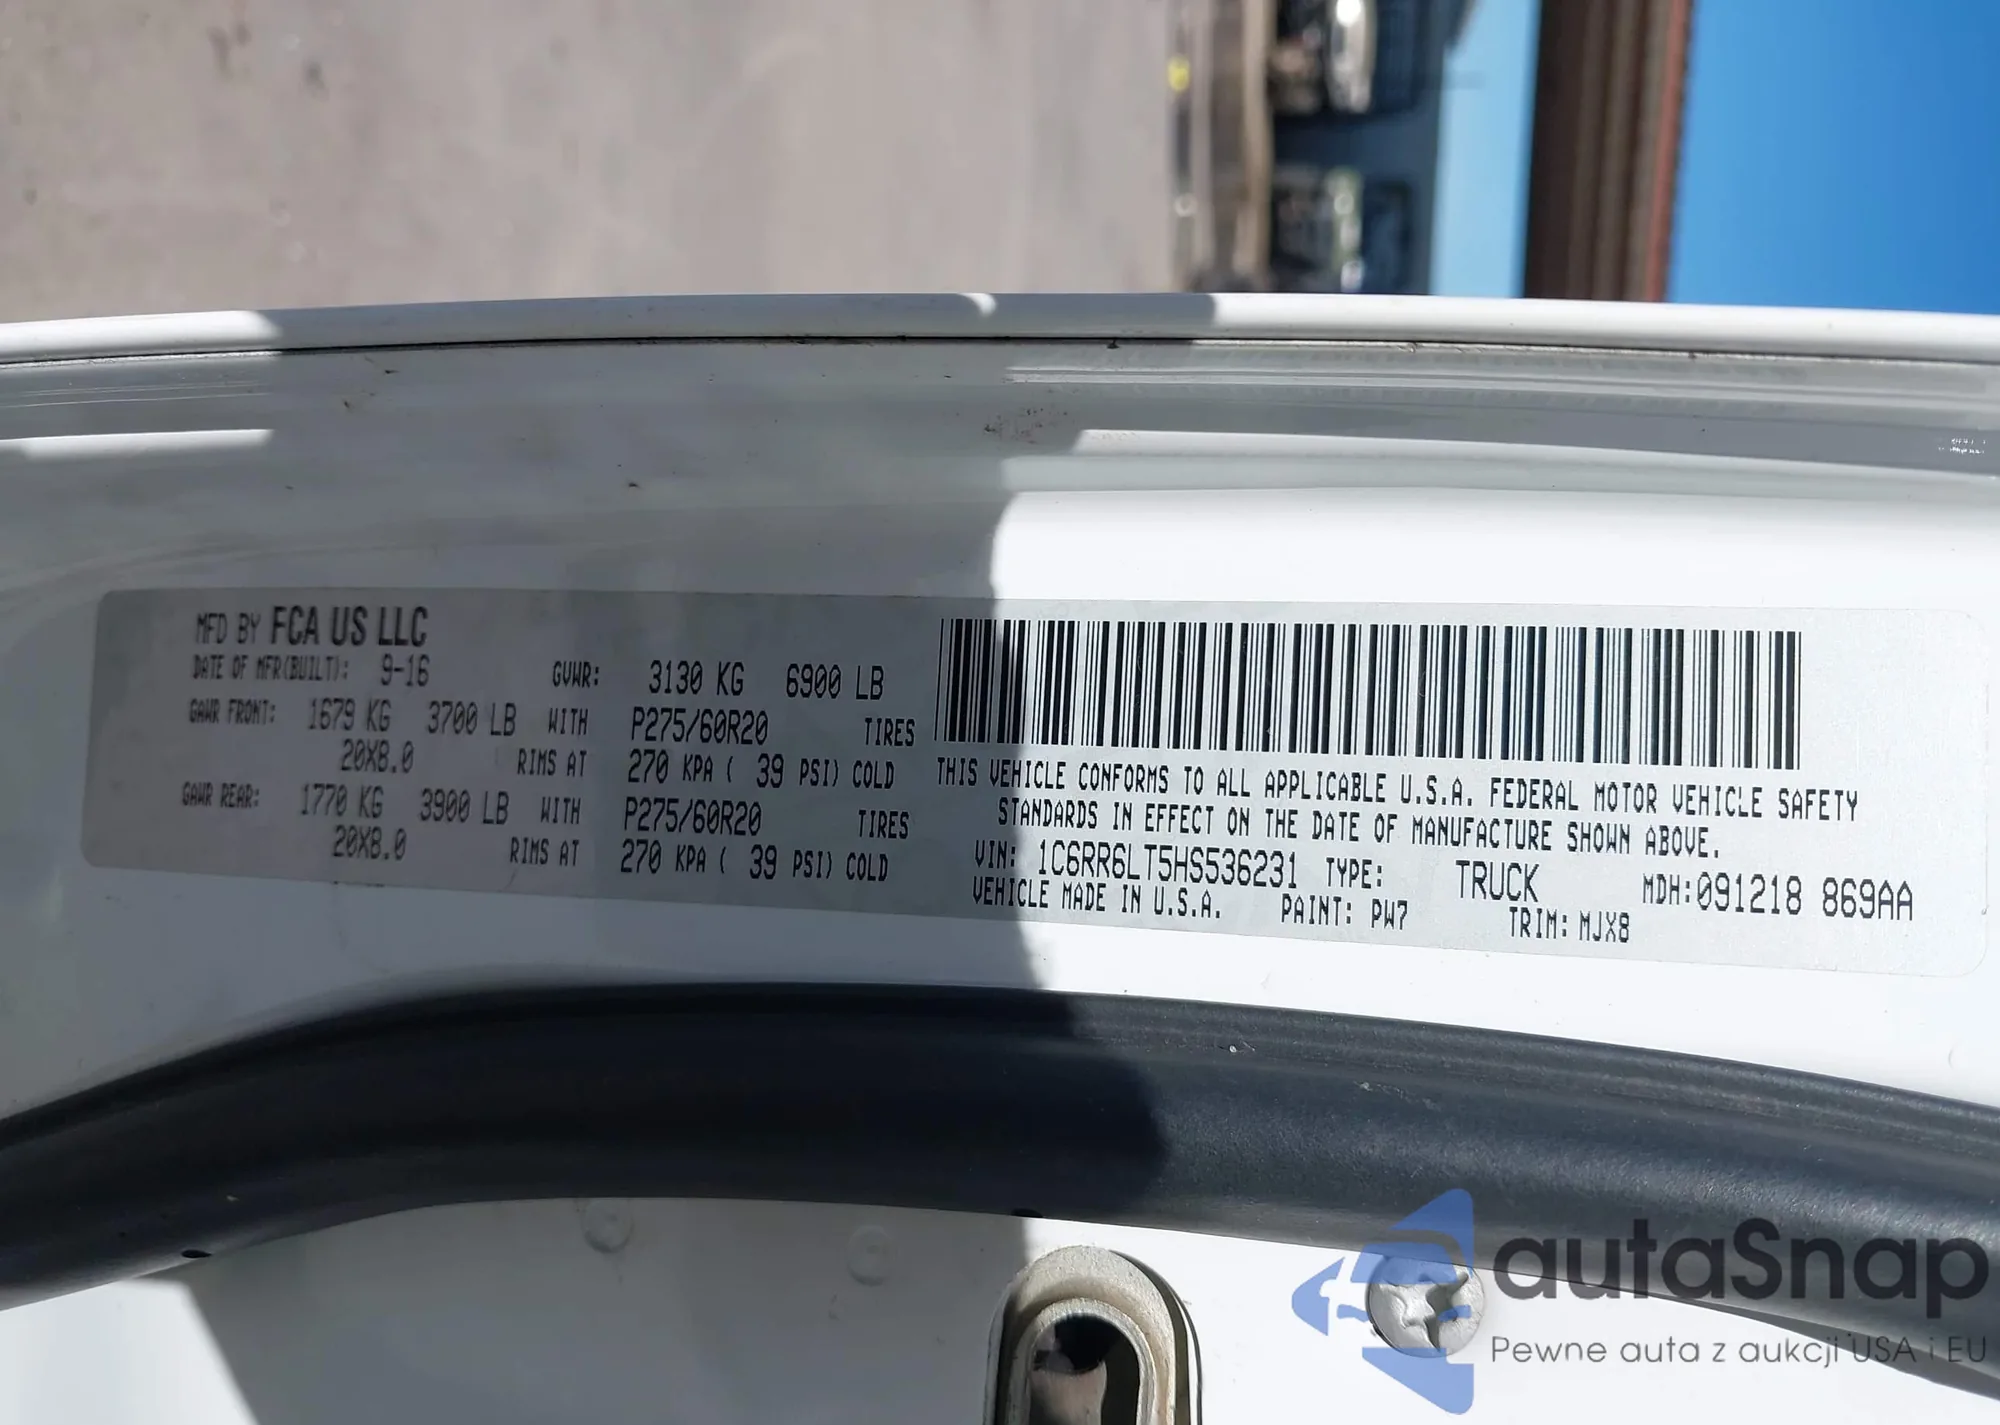 MFD BY FCA US LLC
DATE OF MFR(BUILT): 9-16 GVWR: 3130 KG 6900 LB
GAWR FRONT: 1679 KG 3700 LB WITH P275/60R20 TIRES
20X8.0 RIMS AT 270 KPA ( 39 PSI) COLD
GAWR REAR: 1770 KG 3900 LB WITH P275/60R20 TIRES
20X8.0 RIMS AT 270 KPA ( 39 PSI) COLD
THIS VEHICLE CONFORMS TO ALL APPLICABLE U.S.A. FEDERAL MOTOR VEHICLE SAFETY
STANDARDS IN EFFECT ON THE DATE OF MANUFACTURE SHOWN ABOVE.
VIN: 1C6RR6LT5HS536231 TYPE: TRUCK MDH:091218 869AA
VEHICLE MADE IN U.S.A. PAINT: PW7 TRIM: MJX8
autaSnap
Pewne auta z aukcji USA i EU